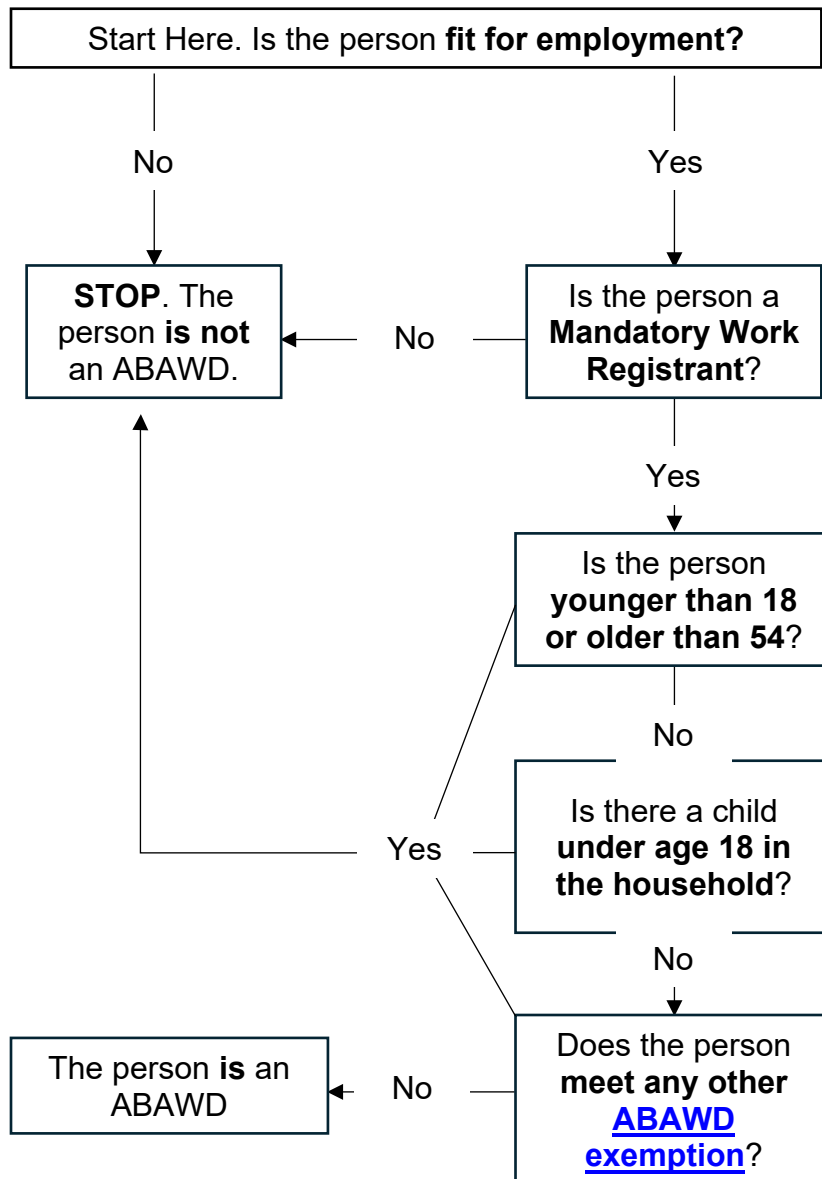 Start Here. Is the person fit for employment?
No
Yes
STOP. The
person is not
an ABAWD.
No
Is the person a
Mandatory Work
Registrant?
Yes
Is the person
younger than 18
or older than 54?
No
Is there a child
under age 18 in
the household?
Yes
No
Does the person
meet any other
ABAWD
exemption?
No
The person is an
ABAWD